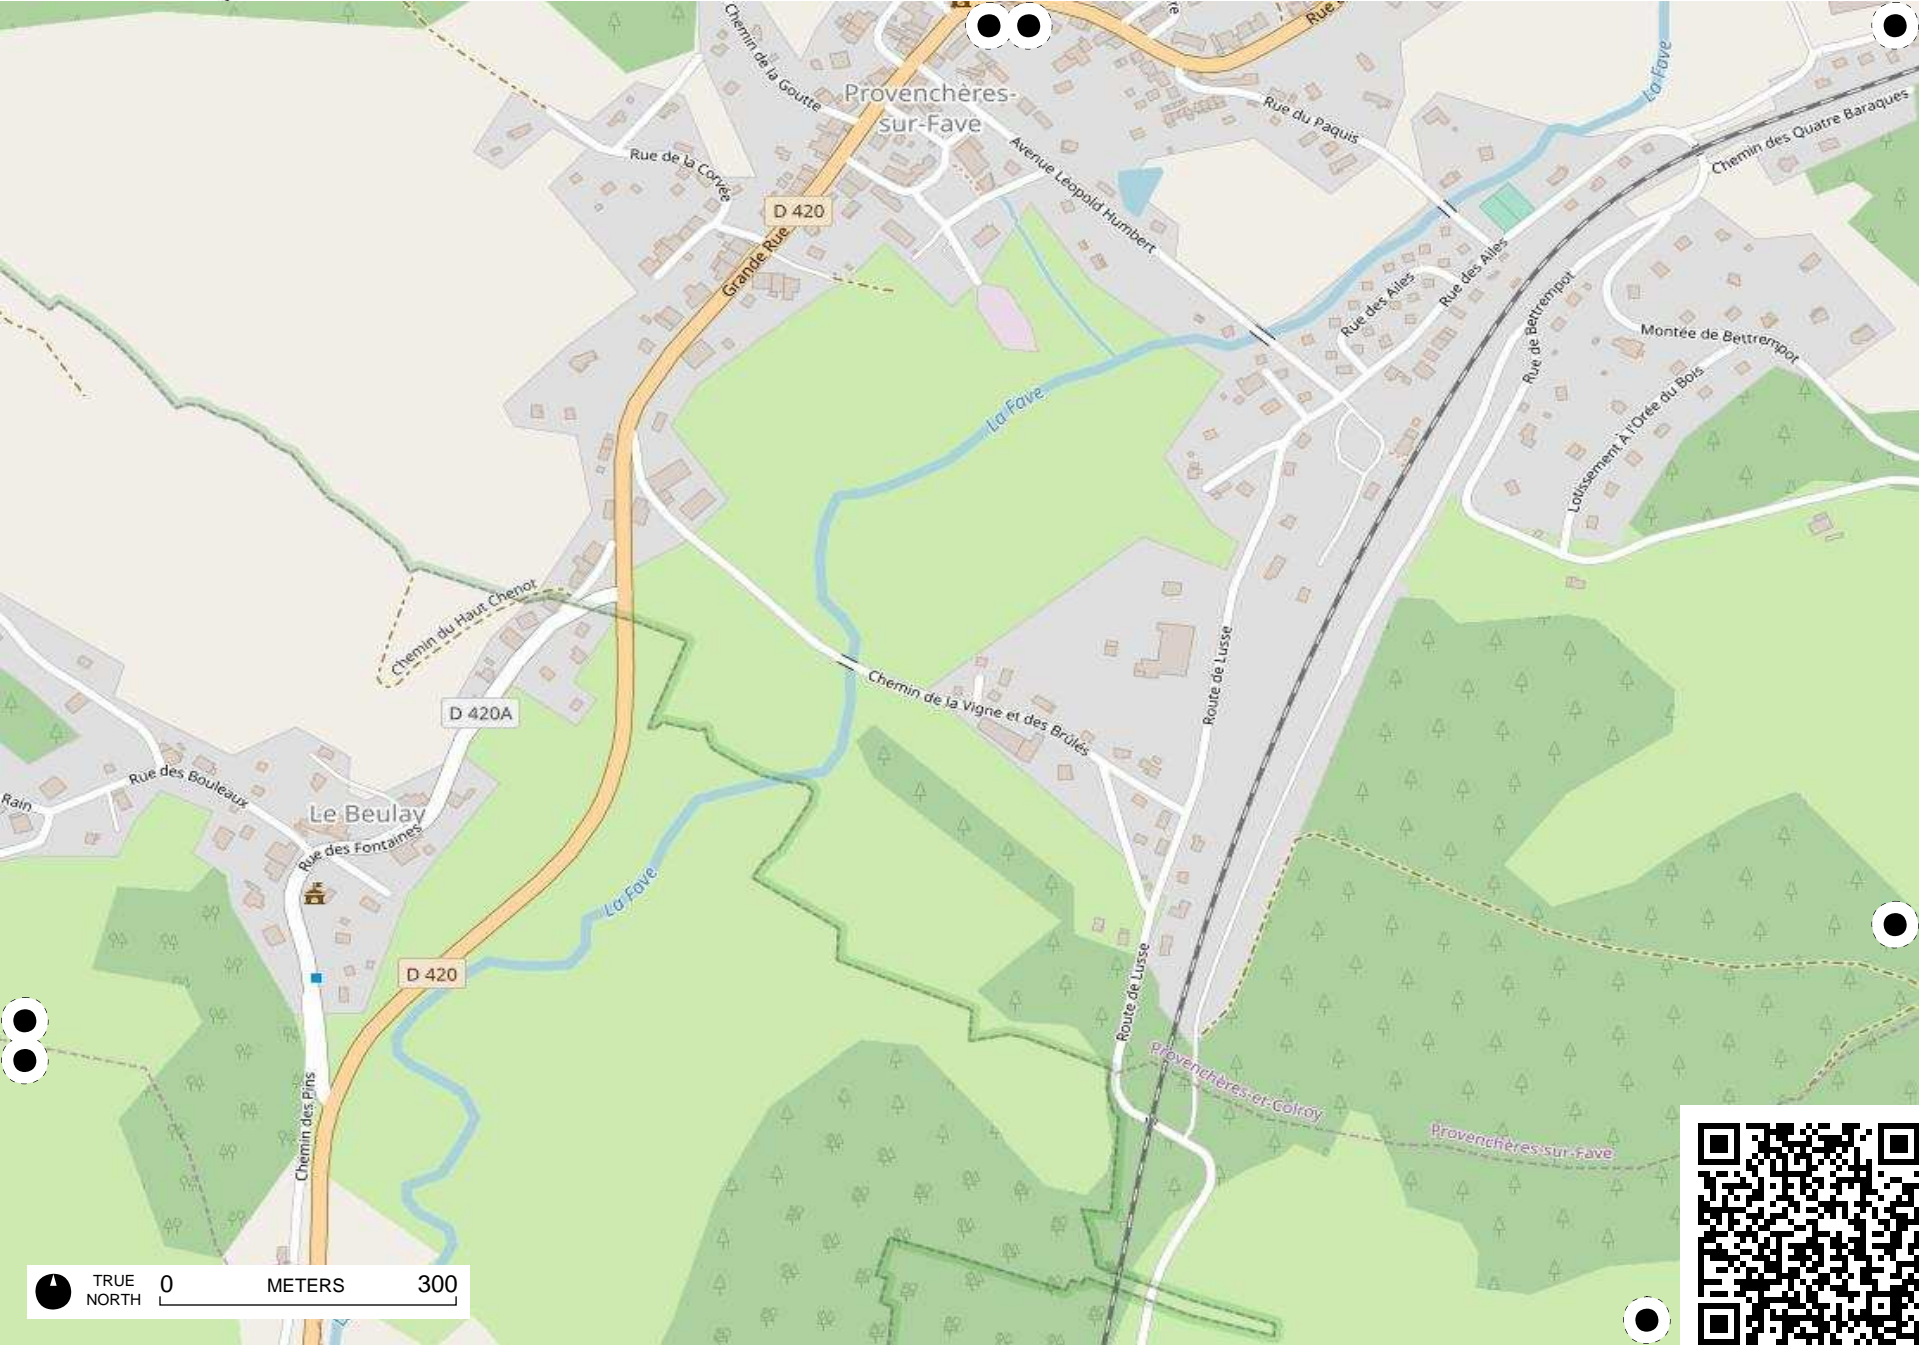 Chemin de la Goutte
Provenchères-
sur-Fave
La Fave
Rue du Paquis
Chemin des Quatre Baraques
Rue de la Corvée
Avenue Léopold Humbert
D 420
Grande Rue
Rue des Ailes
Rue des Ailes
Rue de Bettrempot
Montée de Bettrempot
La Fave
Lotissement À l'Orée du Bois
Chemin du Haut Chenot
Route de Lusse
D 420A
Chemin de la Vigne et des Brûlés
Rue des Bouleaux
Rain
Le Beulay
Rue des Fontaines
La Fave
D 420
Route de Lusse
Provenchères-et-Colroy
Provenchères-sur-Fave
Chemin des Pins
TRUE
NORTH
0 METERS 300